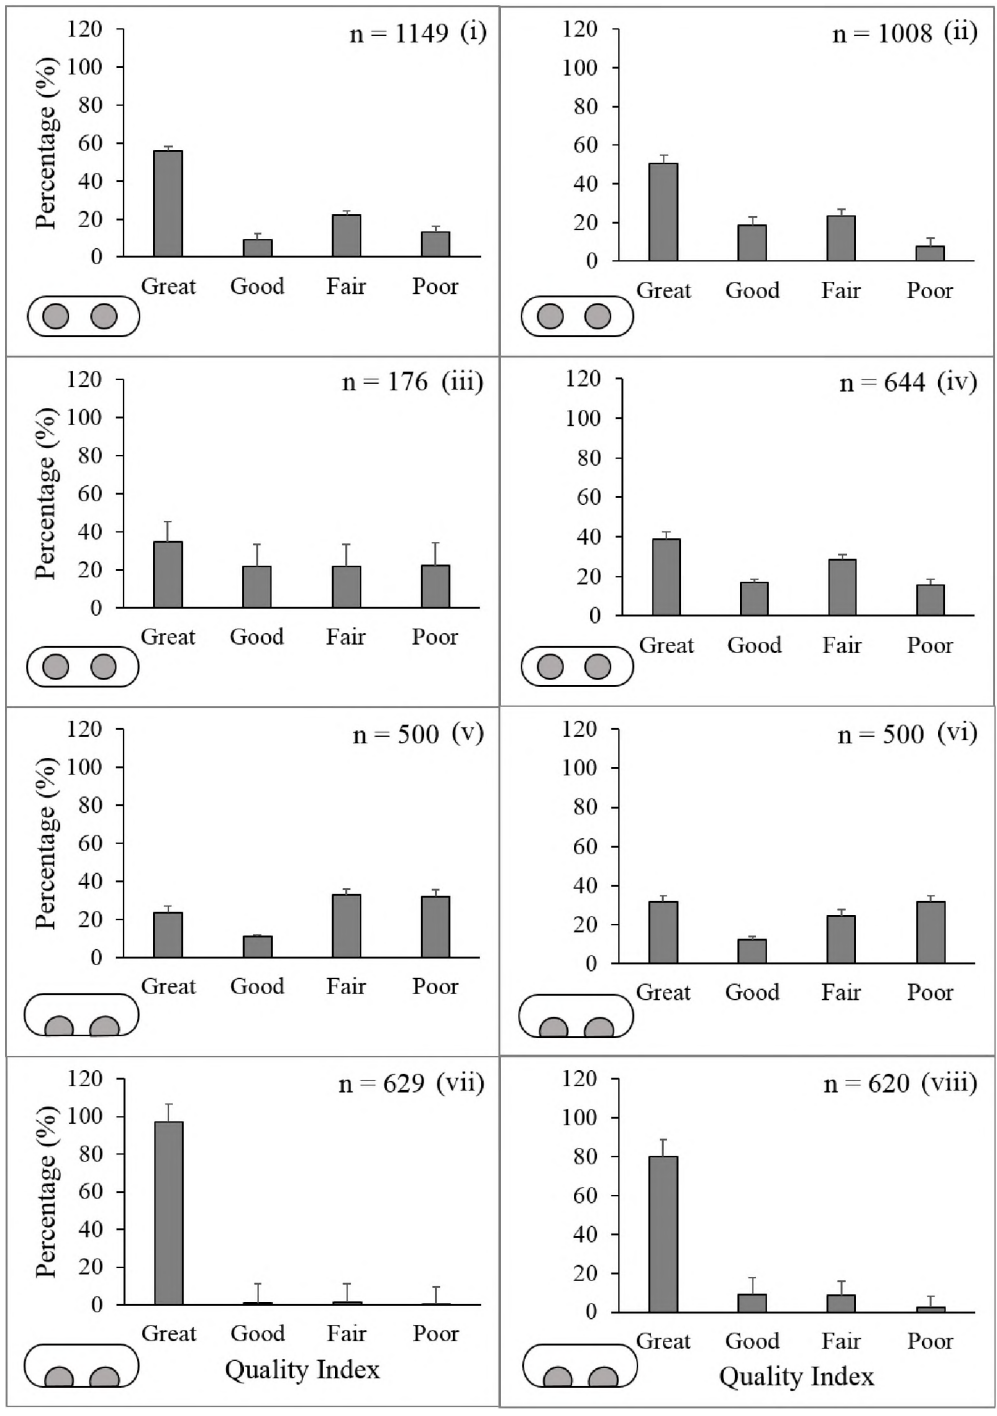 n = 1149 (i)
Percentage (%)
120
100
80
60
40
20
0
Great Good Fair Poor
n = 1008 (ii)
120
100
80
60
40
20
0
Great Good Fair Poor
n = 176 (iii)
Percentage (%)
120
100
80
60
40
20
0
Great Good Fair Poor
n = 644 (iv)
120
100
80
60
40
20
0
Great Good Fair Poor
n = 500 (v)
Percentage (%)
120
100
80
60
40
20
0
Great Good Fair Poor
n = 500 (vi)
120
100
80
60
40
20
0
Great Good Fair Poor
n = 629 (vii)
Percentage (%)
120
100
80
60
40
20
0
Great Good Fair Poor
Quality Index
n = 620 (viii)
120
100
80
60
40
20
0
Great Good Fair Poor
Quality Index